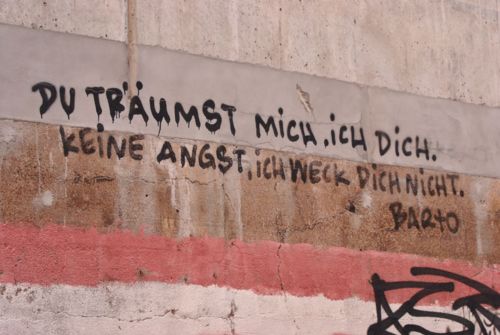 DU TRÄUMST MICH, ICH DICH.
KEINE ANGST, ICH WECK DICH NICHT.
BARTO